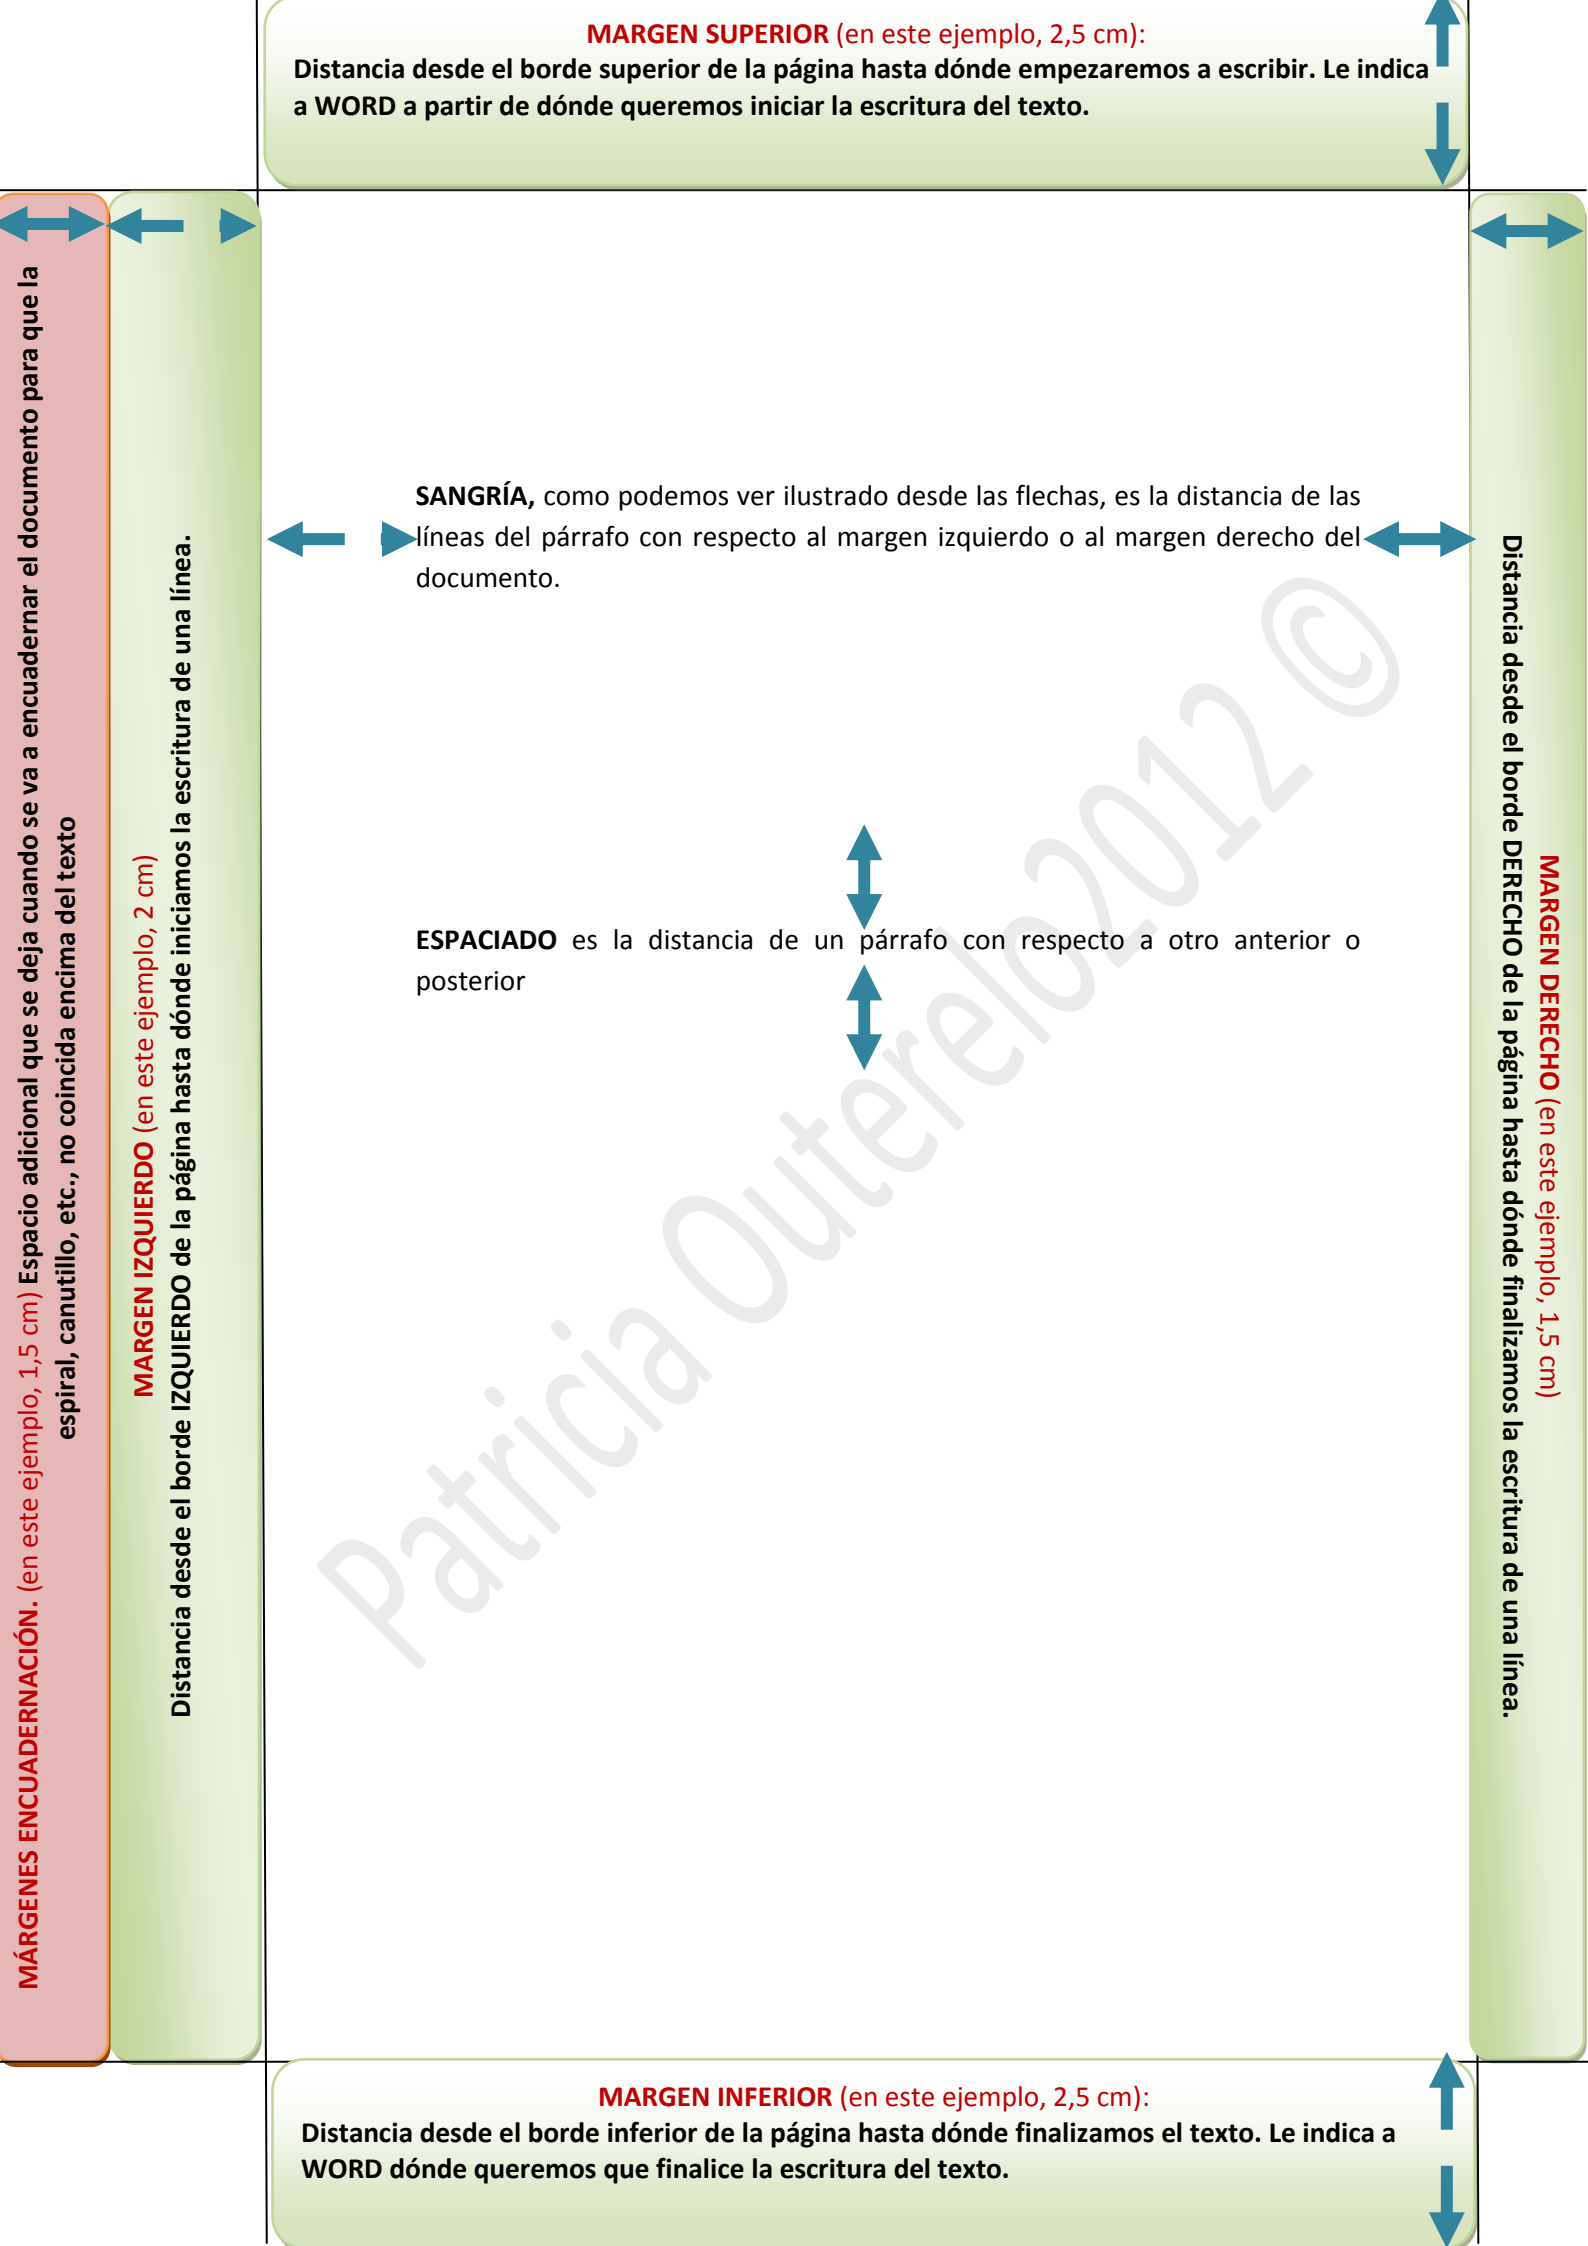 MARGEN SUPERIOR (en este ejemplo, 2,5 cm):
Distancia desde el borde superior de la página hasta dónde empezaremos a escribir. Le indica
a WORD a partir de dónde queremos iniciar la escritura del texto.
MÁRGENES ENCUADERNACIÓN. (en este ejemplo, 1,5 cm) Espacio adicional que se deja cuando se va a encuadernar el documento para que la
espiral, canutillo, etc., no coincida encima del texto
MARGEN IZQUIERDO (en este ejemplo, 2 cm)
Distancia desde el borde IZQUIERDO de la página hasta dónde iniciamos la escritura de una línea.
SANGRÍA, como podemos ver ilustrado desde las flechas, es la distancia de las
líneas del párrafo con respecto al margen izquierdo o al margen derecho del
documento.
ESPACIADO es la distancia de un párrafo con respecto a otro anterior o
posterior
Patricia Outerelo2012 ©
MARGEN DERECHO (en este ejemplo, 1,5 cm)
Distancia desde el borde DERECHO de la página hasta dónde finalizamos la escritura de una línea.
MARGEN INFERIOR (en este ejemplo, 2,5 cm):
Distancia desde el borde inferior de la página hasta dónde finalizamos el texto. Le indica a
WORD dónde queremos que finalice la escritura del texto.